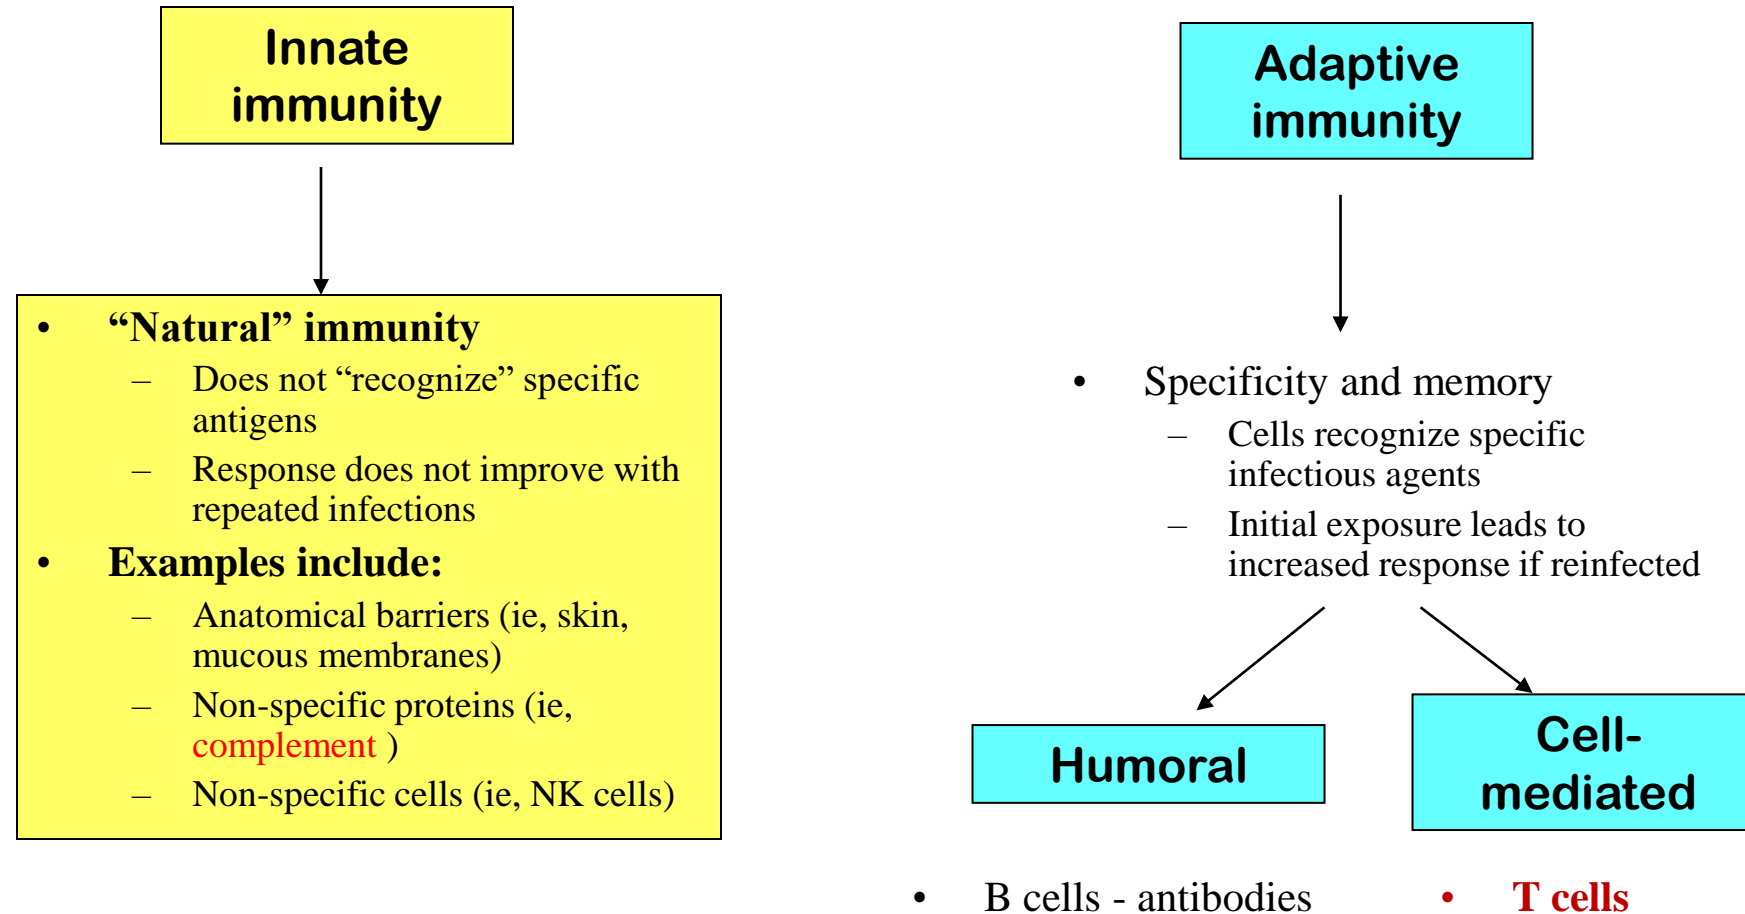 Innate
immunity
• “Natural” immunity
– Does not “recognize” specific
antigens
– Response does not improve with
repeated infections
• Examples include:
– Anatomical barriers (ie, skin,
mucous membranes)
– Non-specific proteins (ie,
complement )
– Non-specific cells (ie, NK cells)
Adaptive
immunity
• Specificity and memory
– Cells recognize specific
infectious agents
– Initial exposure leads to
increased response if reinfected
Humoral
• B cells - antibodies
Cell-
mediated
• T cells